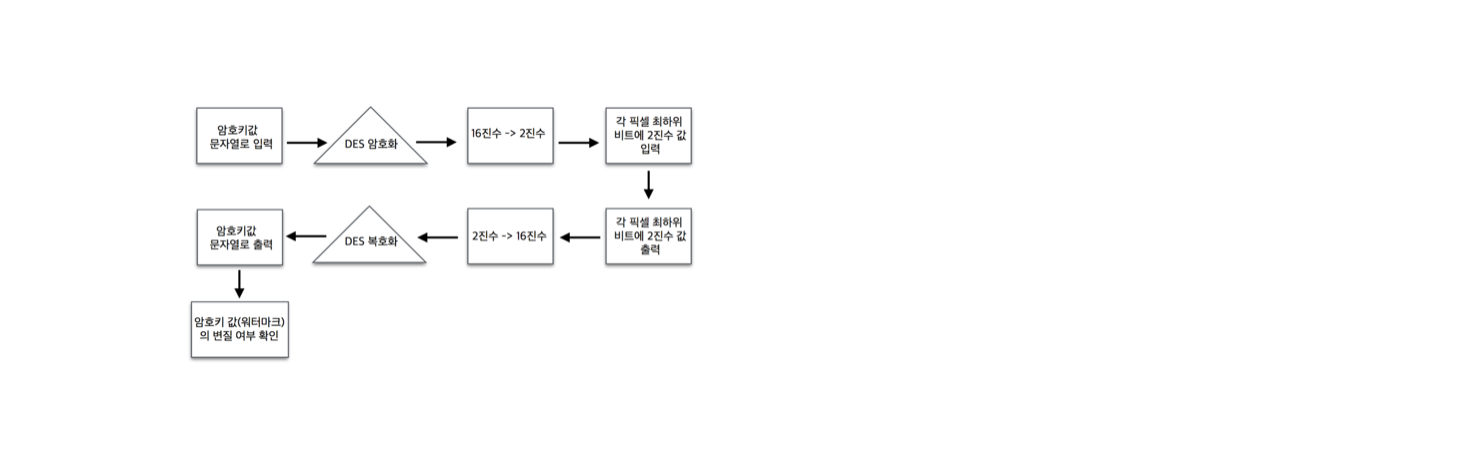 암호키값
문자열로 입력
DES 암호화
16진수 -> 2진수
각 픽셀 최하위
비트에 2진수 값
입력
각 픽셀 최하위
비트에 2진수 값
출력
2진수 -> 16진수
DES 복호화
암호키값
문자열로 출력
암호키 값(워터마크)
의 변질 여부 확인